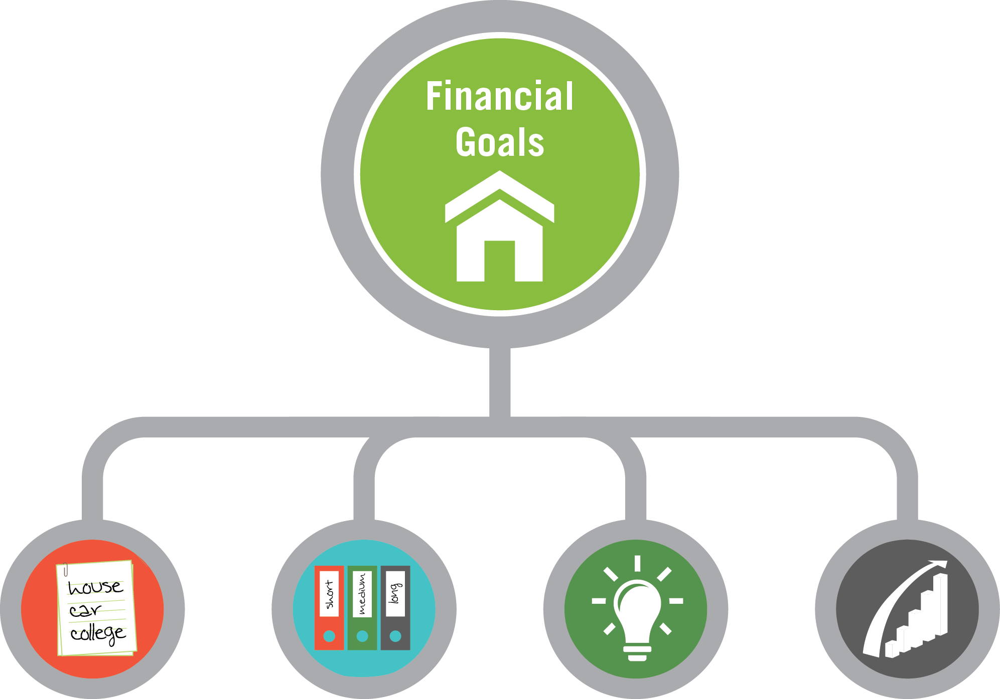 Financial
Goals
house
car
college
short
medium
long